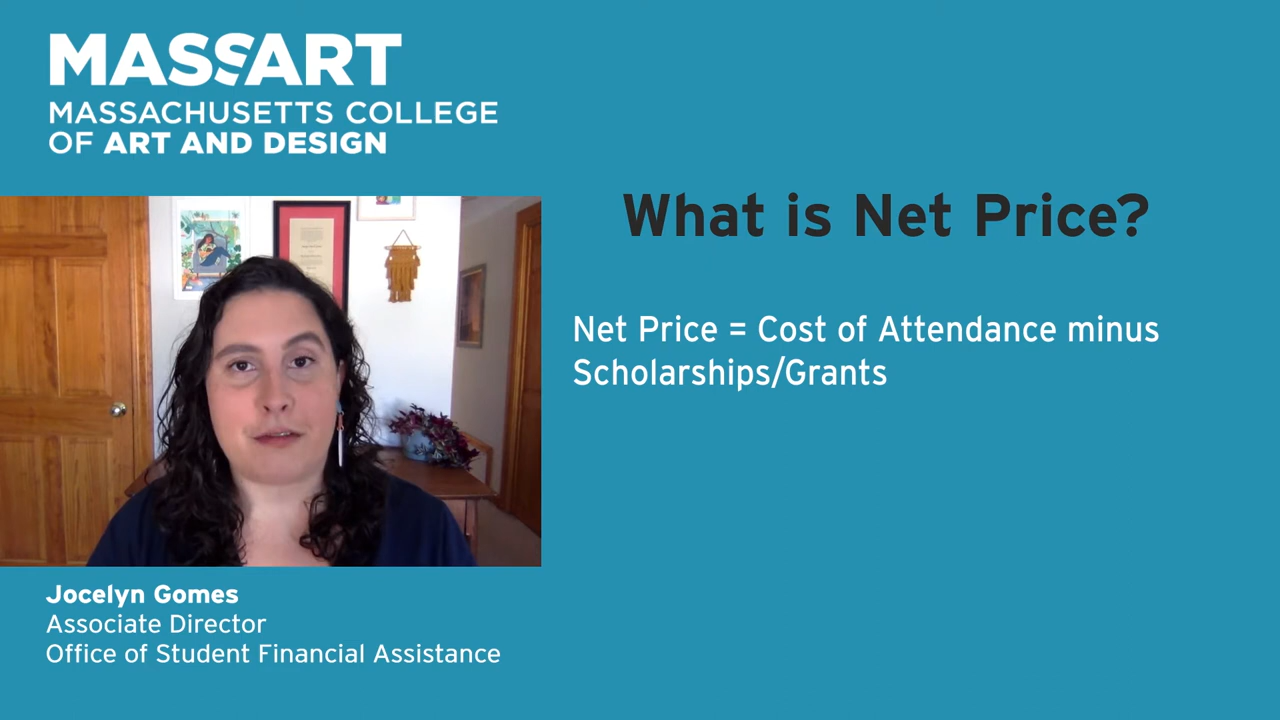 MASSART
MASSACHUSETTS COLLEGE
OF ART AND DESIGN
What is Net Price?
Net Price = Cost of Attendance minus
Scholarships/Grants
Jocelyn Gomes
Associate Director
Office of Student Financial Assistance